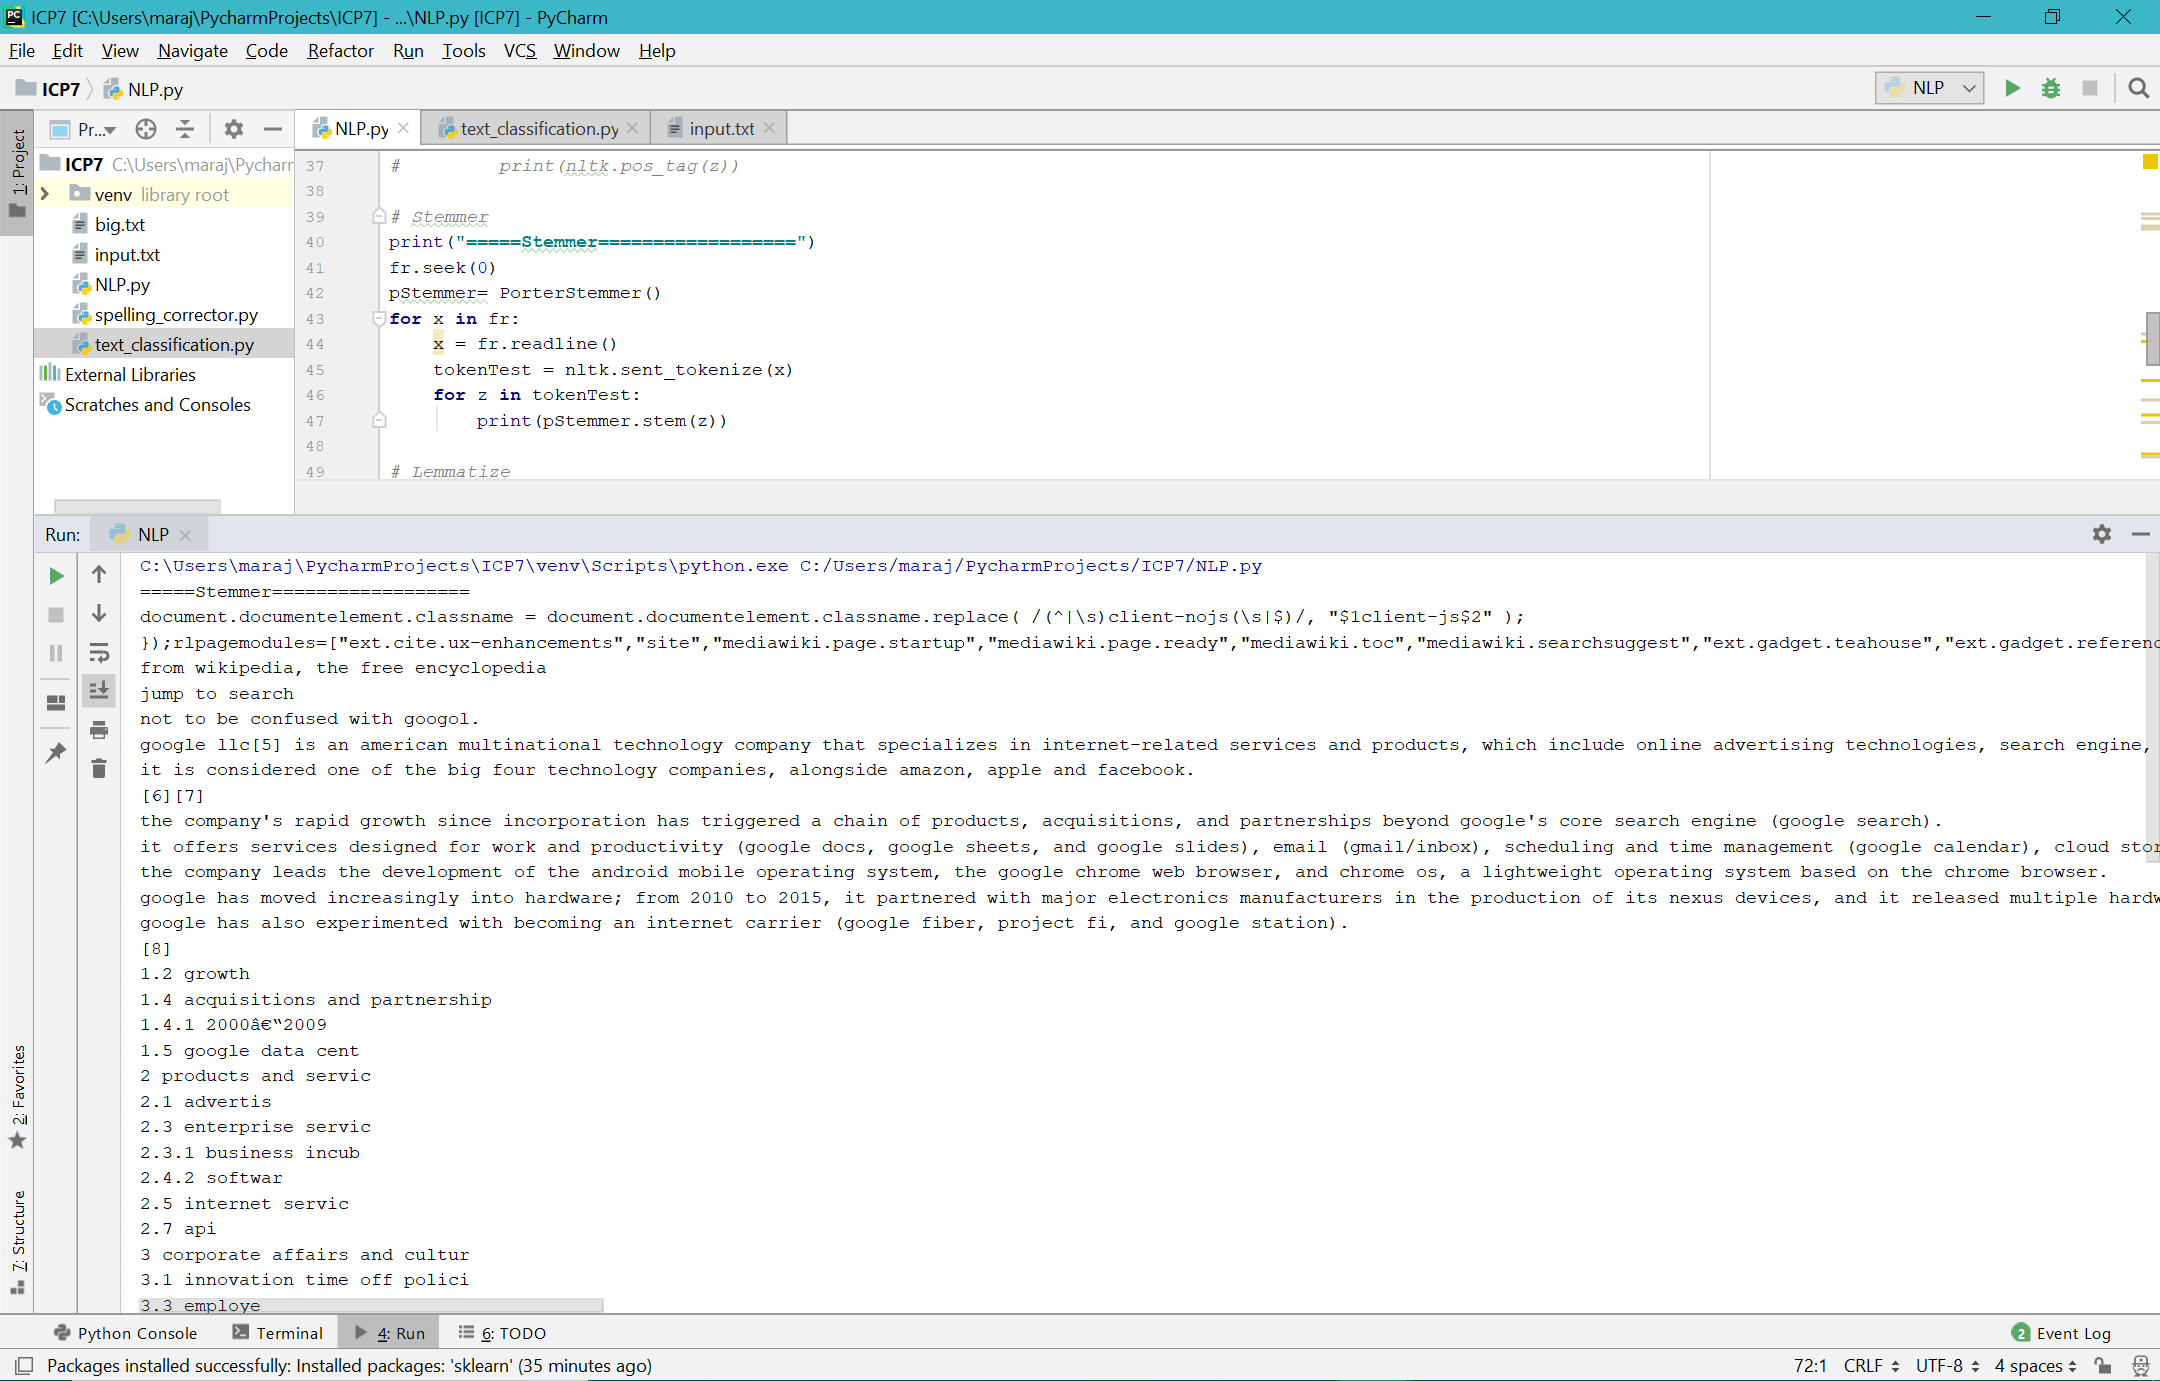 ICP7 [C:\Users\maraj\PycharmProjects\ICP7] - ...\NLP.py [ICP7] - PyCharm
File Edit View Navigate Code Refactor Run Tools VCS Window Help
ICP7 NLP.py
NLP
1: Project
Pr...
NLP.py text_classification.py input.txt
ICP7 C:\Users\maraj\Pycharm
venv library root
big.txt
input.txt
NLP.py
spelling_corrector.py
text_classification.py
External Libraries
Scratches and Consoles
37 #         print(nltk.pos_tag(z))
38
39 # Stemmer
40 print("=====Stemmer==================")
41 fr.seek(0)
42 pStemmer= PorterStemmer()
43 for x in fr:
44     x = fr.readline()
45     tokenTest = nltk.sent_tokenize(x)
46     for z in tokenTest:
47         print(pStemmer.stem(z))
48
49 # Lemmatize
Run: NLP
C:\Users\maraj\PycharmProjects\ICP7\venv\Scripts\python.exe C:/Users/maraj/PycharmProjects/ICP7/NLP.py
=====Stemmer==================
document.documentelement.classname = document.documentelement.classname.replace( /(^|\s)client-nojs(\s|$)/, "$1client-js$2" );
});rlpagemodules=["ext.cite.ux-enhancements","site","mediawiki.page.startup","mediawiki.page.ready","mediawiki.toc","mediawiki.searchsuggest","ext.gadget.teahouse","ext.gadget.referenc
from wikipedia, the free encyclopedia
jump to search
not to be confused with googol.
google llc[5] is an american multinational technology company that specializes in internet-related services and products, which include online advertising technologies, search engine,
it is considered one of the big four technology companies, alongside amazon, apple and facebook.
[6][7]
the company's rapid growth since incorporation has triggered a chain of products, acquisitions, and partnerships beyond google's core search engine (google search).
it offers services designed for work and productivity (google docs, google sheets, and google slides), email (gmail/inbox), scheduling and time management (google calendar), cloud stor
the company leads the development of the android mobile operating system, the google chrome web browser, and chrome os, a lightweight operating system based on the chrome browser.
google has moved increasingly into hardware; from 2010 to 2015, it partnered with major electronics manufacturers in the production of its nexus devices, and it released multiple hardw
google has also experimented with becoming an internet carrier (google fiber, project fi, and google station).
[8]
1.2 growth
1.4 acquisitions and partnership
1.4.1 2000â€“2009
1.5 google data cent
2 products and servic
2.1 advertis
2.3 enterprise servic
2.3.1 business incub
2.4.2 softwar
2.5 internet servic
2.7 api
3 corporate affairs and cultur
3.1 innovation time off polici
3.3 employe
2: Favorites
7: Structure
Python Console Terminal 4: Run 6: TODO 2 Event Log
Packages installed successfully: Installed packages: 'sklearn' (35 minutes ago) 72:1 CRLF UTF-8 4 spaces